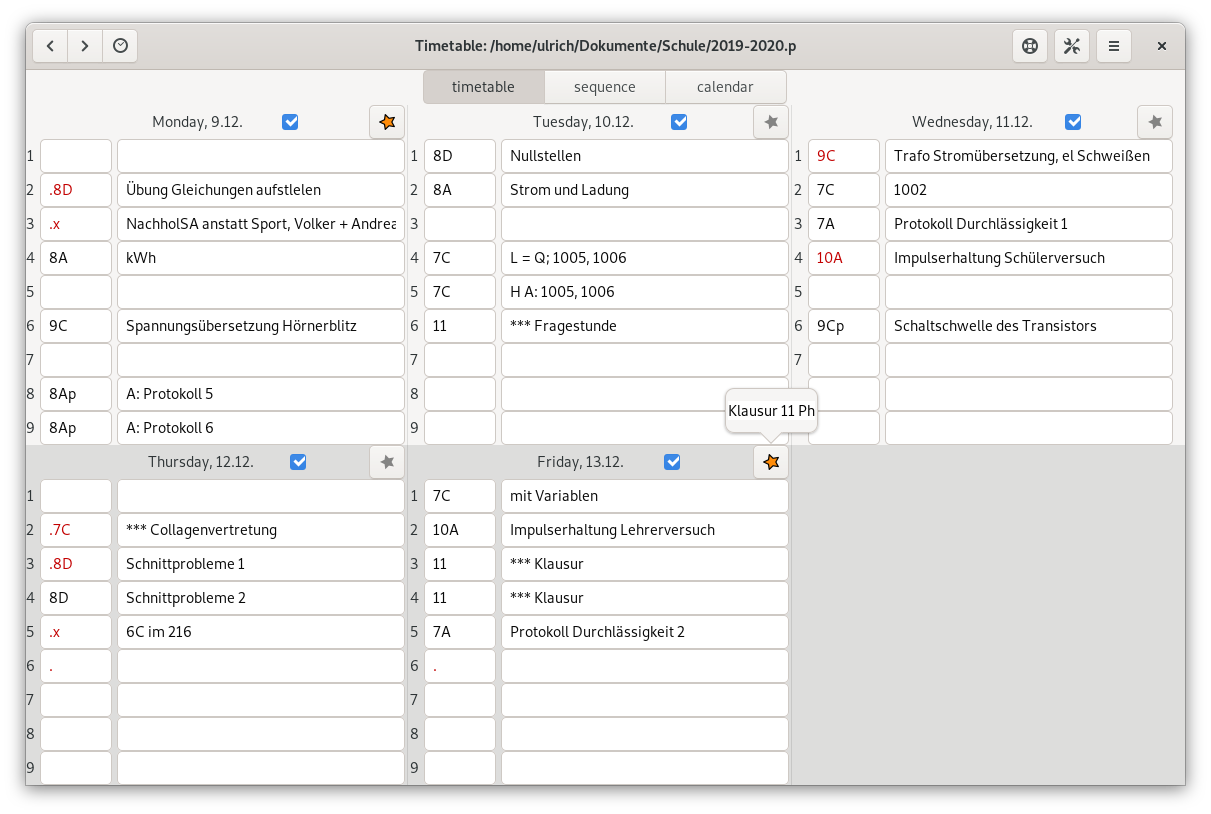 Timetable: /home/ulrich/Dokumente/Schule/2019-2020.p
timetable sequence calendar
Monday, 9.12.
1
2 .8D Übung Gleichungen aufstlelen
3 .x NachholSA anstatt Sport, Volker + Andrea
4 8A kWh
5
6 9C Spannungsübersetzung Hörnerblitz
7
8 8Ap A: Protokoll 5
9 8Ap A: Protokoll 6
Tuesday, 10.12.
1 8D Nullstellen
2 8A Strom und Ladung
3
4 7C L = Q; 1005, 1006
5 7C H A: 1005, 1006
6 11 *** Fragestunde
7
8
9
Wednesday, 11.12.
1 9C Trafo Stromübersetzung, el Schweißen
2 7C 1002
3 7A Protokoll Durchlässigkeit 1
4 10A Impulserhaltung Schülerversuch
5
6 9Cp Schaltschwelle des Transistors
7
Klausur 11 Ph
Thursday, 12.12.
1
2 .7C *** Collagenvertretung
3 .8D Schnittprobleme 1
4 8D Schnittprobleme 2
5 .x 6C im 216
6 .
7
8
9
Friday, 13.12.
1 7C mit Variablen
2 10A Impulserhaltung Lehrerversuch
3 11 *** Klausur
4 11 *** Klausur
5 7A Protokoll Durchlässigkeit 2
6 .
7
8
9